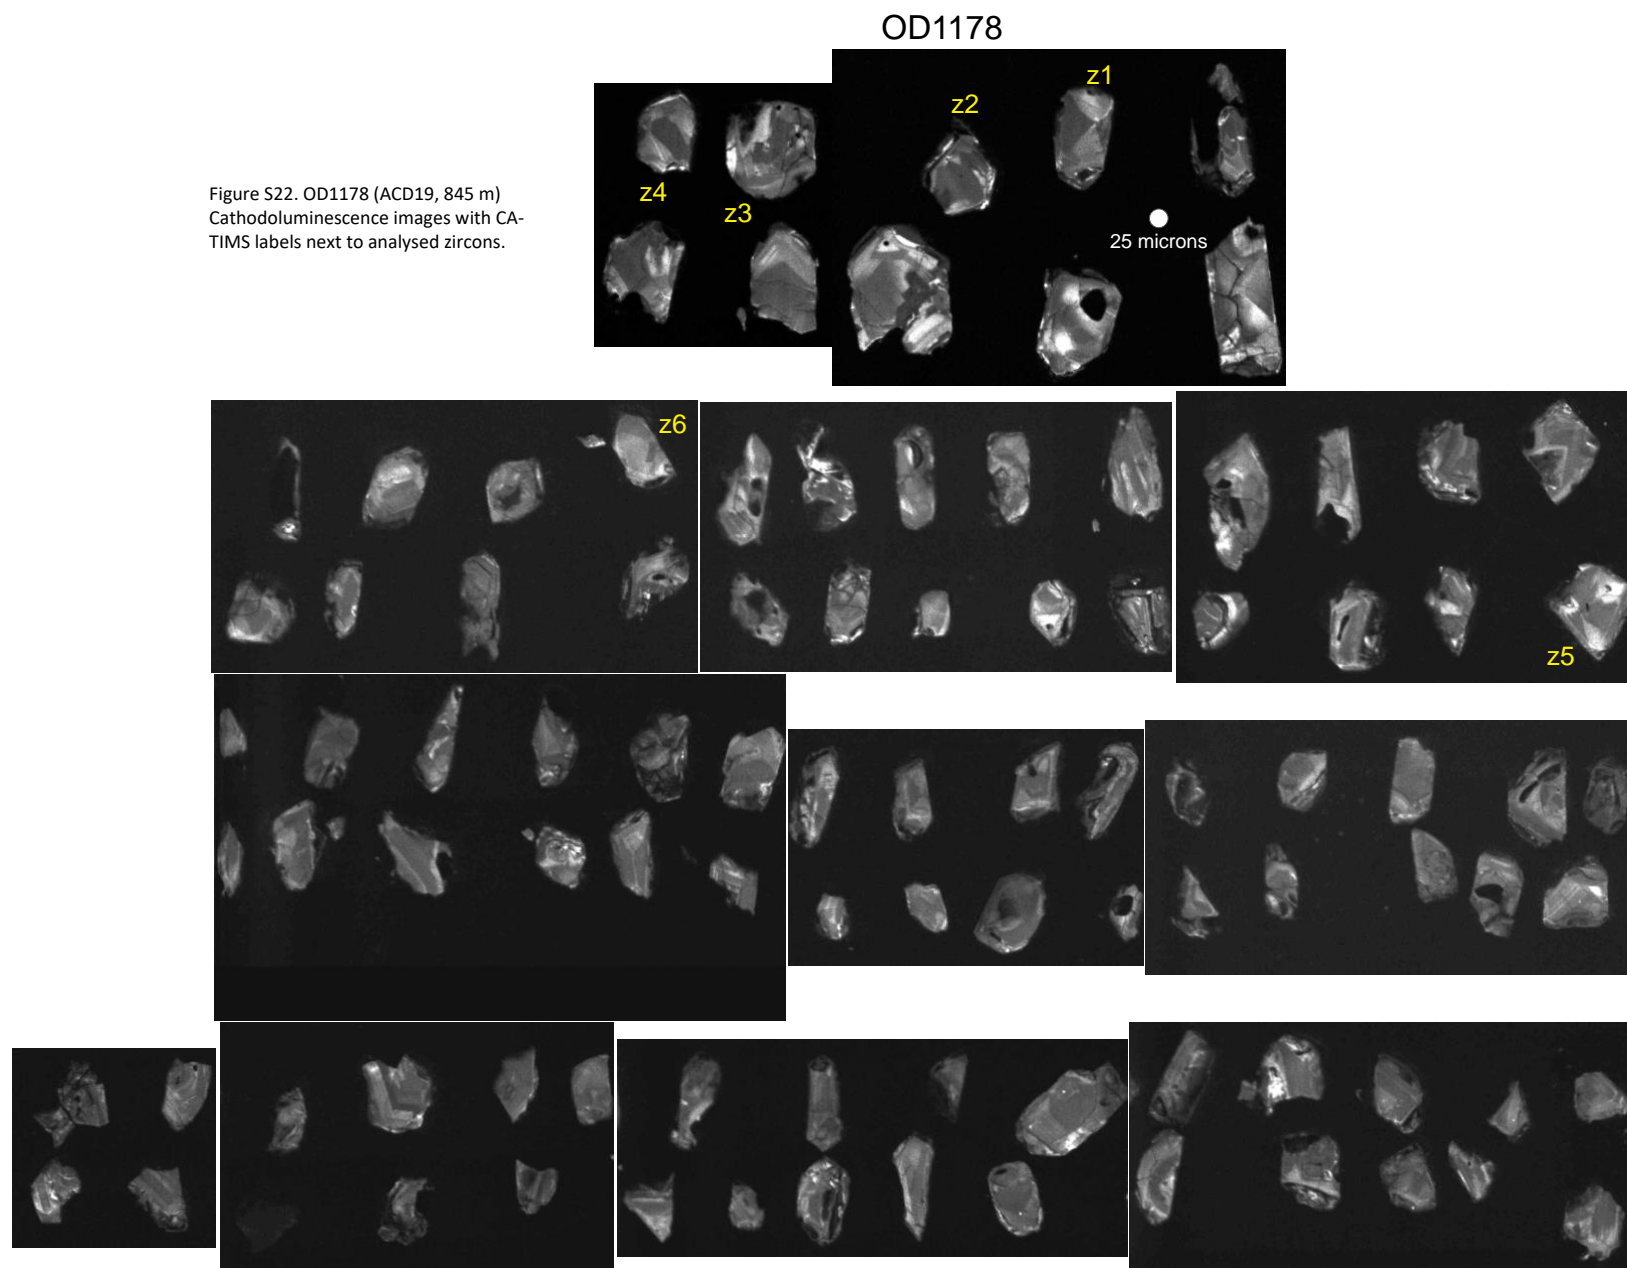 OD1178
z1
z2
Figure S22. OD1178 (ACD19, 845 m)
Cathodoluminescence images with CA-
TIMS labels next to analysed zircons.
z4
z3
25 microns
z6
z5